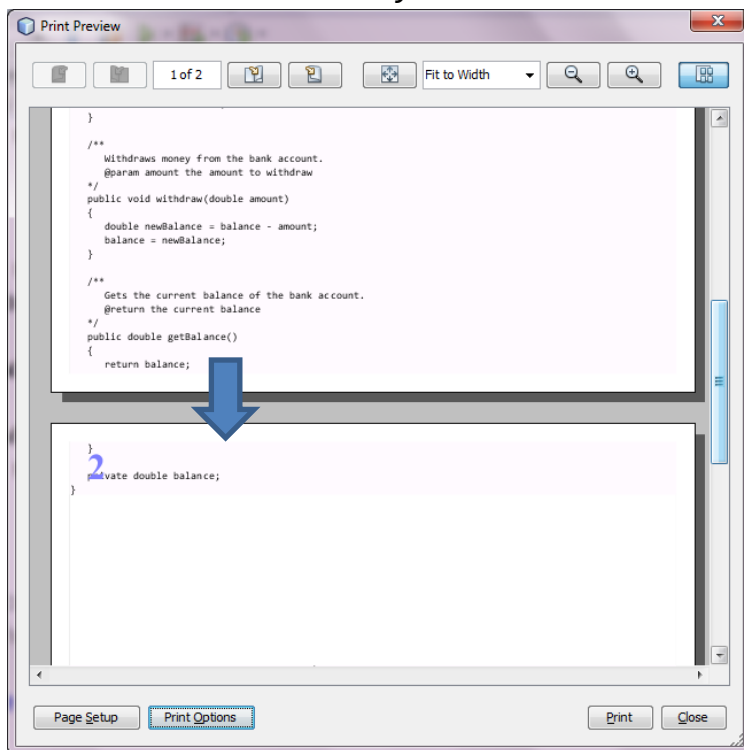 Print Preview
1 of 2
Fit to Width
}
/**
Withdraws money from the bank account.
@param amount the amount to withdraw
*/
public void withdraw(double amount)
{
double newBalance = balance - amount;
balance = newBalance;
}
/**
Gets the current balance of the bank account.
@return the current balance
*/
public double getBalance()
{
return balance;
}
2
private double balance;
}
Page Setup
Print Options
Print
Close